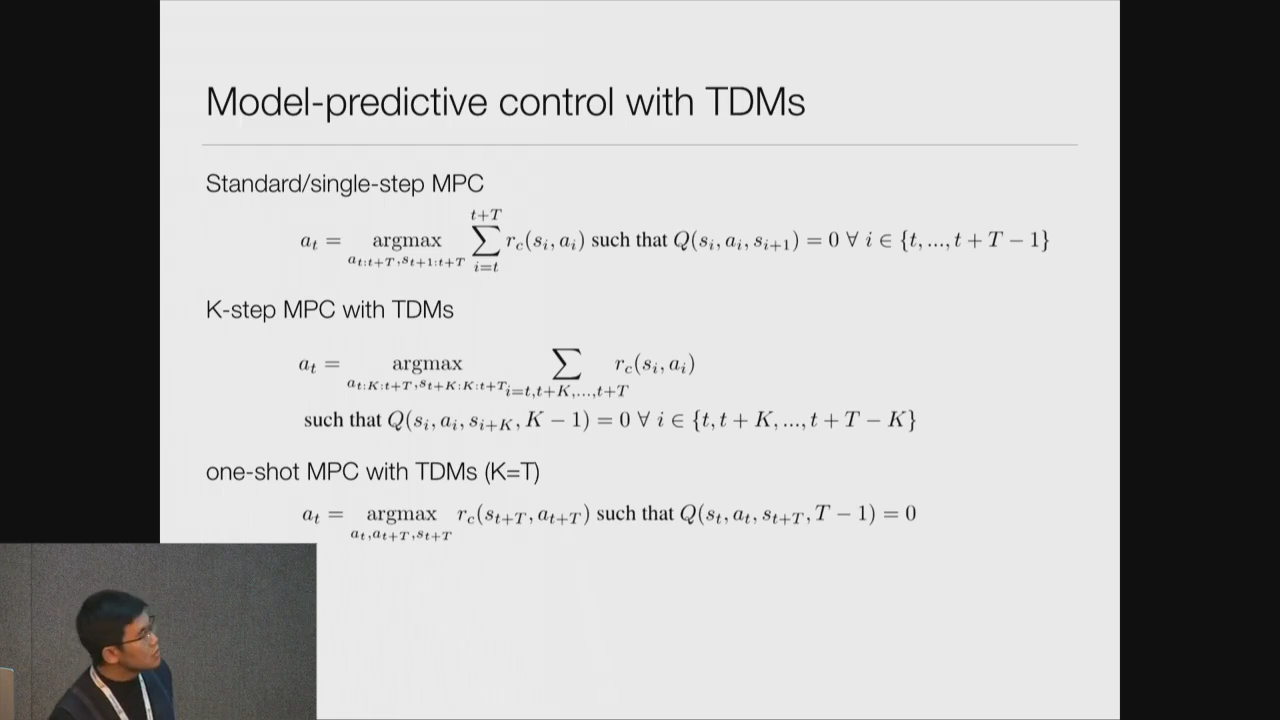 Model-predictive control with TDMs
Standard/single-step MPC
a_t = argmax_{a_{t:t+T}, s_{t+1:t+T}} \sum_{i=t}^{t+T} r_c(s_i, a_i) such that Q(s_i, a_i, s_{i+1}) = 0 ∀ i ∈ {t, ..., t + T − 1}
K-step MPC with TDMs
a_t = argmax_{a_{t:K:t+T}, s_{t+K:K:t+T}} \sum_{i=t,t+K,...,t+T} r_c(s_i, a_i)
such that Q(s_i, a_i, s_{i+K}, K − 1) = 0 ∀ i ∈ {t, t + K, ..., t + T − K}
one-shot MPC with TDMs (K=T)
a_t = argmax_{a_t, a_{t+T}, s_{t+T}} r_c(s_{t+T}, a_{t+T}) such that Q(s_t, a_t, s_{t+T}, T − 1) = 0